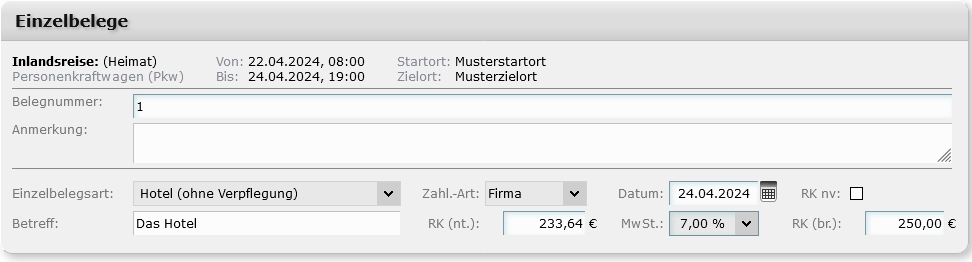 Einzelbelege
Inlandsreise: (Heimat) Von: 22.04.2024, 08:00 Startort: Musterstartort
Personenkraftwagen (Pkw) Bis: 24.04.2024, 19:00 Zielort: Musterzielort
Belegnummer: 1
Anmerkung:
Einzelbelegsart: Hotel (ohne Verpflegung) Zahl.-Art: Firma Datum: 24.04.2024 RK nv:
Betreff: Das Hotel RK (nt.): 233,64 € MwSt.: 7,00 % RK (br.): 250,00 €